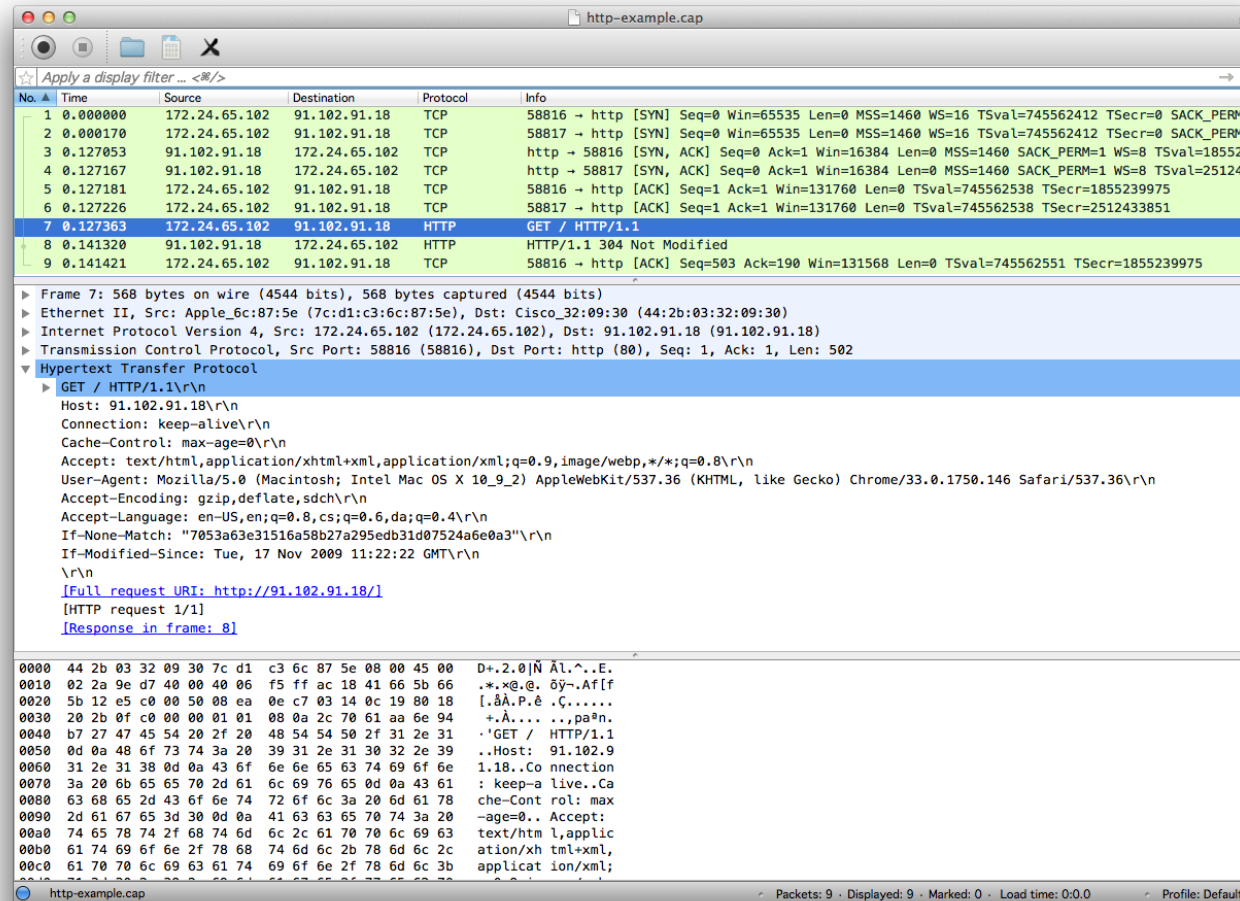 http-example.cap
Apply a display filter ... <⌘/>
No. Time Source Destination Protocol Info
1 0.000000 172.24.65.102 91.102.91.18 TCP 58816 → http [SYN] Seq=0 Win=65535 Len=0 MSS=1460 WS=16 TSval=745562412 TSecr=0 SACK_PERM
2 0.000170 172.24.65.102 91.102.91.18 TCP 58817 → http [SYN] Seq=0 Win=65535 Len=0 MSS=1460 WS=16 TSval=745562412 TSecr=0 SACK_PERM
3 0.127053 91.102.91.18 172.24.65.102 TCP http → 58816 [SYN, ACK] Seq=0 Ack=1 Win=16384 Len=0 MSS=1460 SACK_PERM=1 WS=8 TSval=18552
4 0.127167 91.102.91.18 172.24.65.102 TCP http → 58817 [SYN, ACK] Seq=0 Ack=1 Win=16384 Len=0 MSS=1460 SACK_PERM=1 WS=8 TSval=25124
5 0.127181 172.24.65.102 91.102.91.18 TCP 58816 → http [ACK] Seq=1 Ack=1 Win=131760 Len=0 TSval=745562538 TSecr=1855239975
6 0.127226 172.24.65.102 91.102.91.18 TCP 58817 → http [ACK] Seq=1 Ack=1 Win=131760 Len=0 TSval=745562538 TSecr=2512433851
7 0.127363 172.24.65.102 91.102.91.18 HTTP GET / HTTP/1.1
8 0.141320 91.102.91.18 172.24.65.102 HTTP HTTP/1.1 304 Not Modified
9 0.141421 172.24.65.102 91.102.91.18 TCP 58816 → http [ACK] Seq=503 Ack=190 Win=131568 Len=0 TSval=745562551 TSecr=1855239975
Frame 7: 568 bytes on wire (4544 bits), 568 bytes captured (4544 bits)
Ethernet II, Src: Apple_6c:87:5e (7c:d1:c3:6c:87:5e), Dst: Cisco_32:09:30 (44:2b:03:32:09:30)
Internet Protocol Version 4, Src: 172.24.65.102 (172.24.65.102), Dst: 91.102.91.18 (91.102.91.18)
Transmission Control Protocol, Src Port: 58816 (58816), Dst Port: http (80), Seq: 1, Ack: 1, Len: 502
Hypertext Transfer Protocol
GET / HTTP/1.1\r\n
Host: 91.102.91.18\r\n
Connection: keep-alive\r\n
Cache-Control: max-age=0\r\n
Accept: text/html,application/xhtml+xml,application/xml;q=0.9,image/webp,*/*;q=0.8\r\n
User-Agent: Mozilla/5.0 (Macintosh; Intel Mac OS X 10_9_2) AppleWebKit/537.36 (KHTML, like Gecko) Chrome/33.0.1750.146 Safari/537.36\r\n
Accept-Encoding: gzip,deflate,sdch\r\n
Accept-Language: en-US,en;q=0.8,cs;q=0.6,da;q=0.4\r\n
If-None-Match: "7053a63e31516a58b27a295edb31d07524a6e0a3"\r\n
If-Modified-Since: Tue, 17 Nov 2009 11:22:22 GMT\r\n
\r\n
[Full request URI: http://91.102.91.18/]
[HTTP request 1/1]
[Response in frame: 8]
0000 44 2b 03 32 09 30 7c d1 c3 6c 87 5e 08 00 45 00 D+.2.0|Ñ Ãl.^..E.
0010 02 2a 9e d7 40 00 40 06 f5 ff ac 18 41 66 5b 66 .*.×@.@. õÿ¬.Af[f
0020 5b 12 e5 c0 00 50 08 ea 0e c7 03 14 0c 19 80 18 [.åÀ.P.ê .Ç......
0030 20 2b 0f c0 00 00 01 01 08 0a 2c 70 61 aa 6e 94 +.À.... ..,paªn.
0040 b7 27 47 45 54 20 2f 20 48 54 54 50 2f 31 2e 31 ·'GET / HTTP/1.1
0050 0d 0a 48 6f 73 74 3a 20 39 31 2e 31 30 32 2e 39 ..Host: 91.102.9
0060 31 2e 31 38 0d 0a 43 6f 6e 6e 65 63 74 69 6f 6e 1.18..Co nnection
0070 3a 20 6b 65 65 70 2d 61 6c 69 76 65 0d 0a 43 61 : keep-a live..Ca
0080 63 68 65 2d 43 6f 6e 74 72 6f 6c 3a 20 6d 61 78 che-Cont rol: max
0090 2d 61 67 65 3d 30 0d 0a 41 63 63 65 70 74 3a 20 -age=0.. Accept:
00a0 74 65 78 74 2f 68 74 6d 6c 2c 61 70 70 6c 69 63 text/htm l,applic
00b0 61 74 69 6f 6e 2f 78 68 74 6d 6c 2b 78 6d 6c 2c ation/xh tml+xml,
00c0 61 70 70 6c 69 63 61 74 69 6f 6e 2f 78 6d 6c 3b applicat ion/xml;
http-example.cap Packets: 9 · Displayed: 9 · Marked: 0 · Load time: 0:0.0 Profile: Default